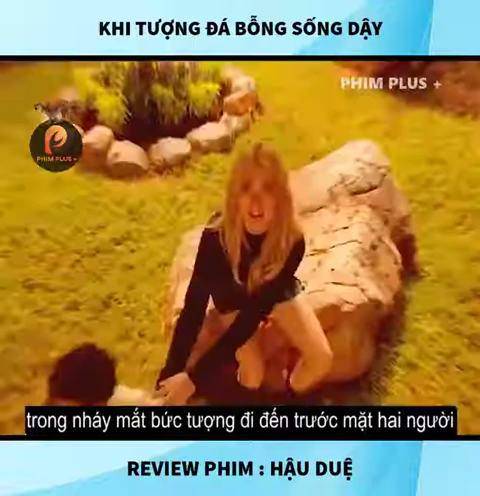 KHI TƯỢNG ĐÁ BỖNG SỐNG DẬY
PHIM PLUS +
PHIM PLUS +
trong nháy mắt bức tượng đi đến trước mặt hai người
REVIEW PHIM : HẬU DUỆ